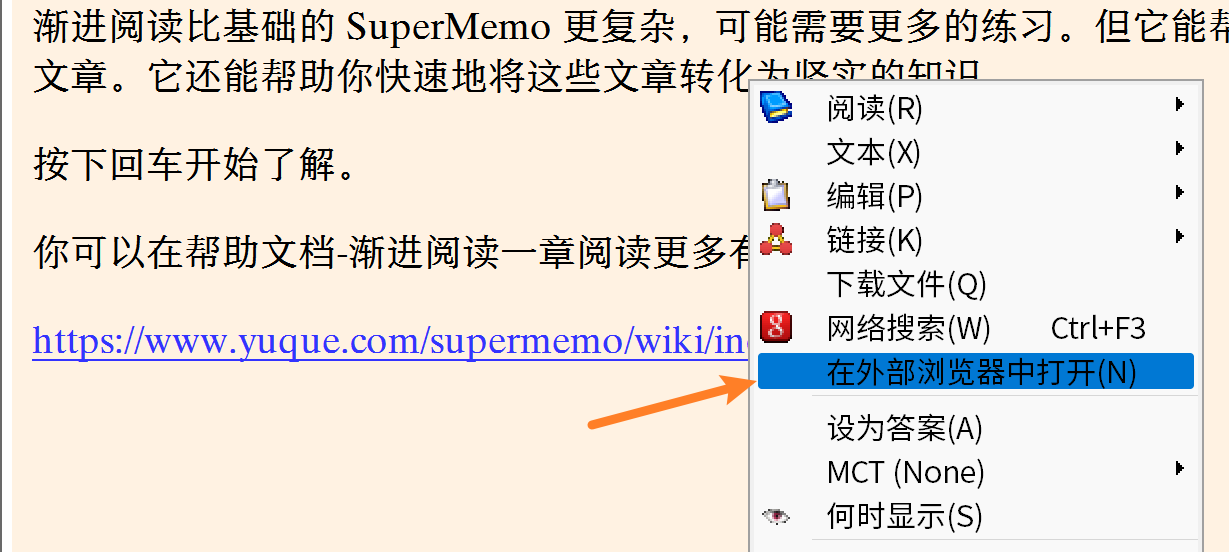 渐进阅读比基础的 SuperMemo 更复杂，可能需要更多的练习。但它能帮
文章。它还能帮助你快速地将这些文章转化为坚实的知识
按下回车开始了解。
你可以在帮助文档-渐进阅读一章阅读更多有
https://www.yuque.com/supermemo/wiki/in
阅读(R)
文本(X)
编辑(P)
链接(K)
下载文件(Q)
网络搜索(W) Ctrl+F3
在外部浏览器中打开(N)
设为答案(A)
MCT (None)
何时显示(S)